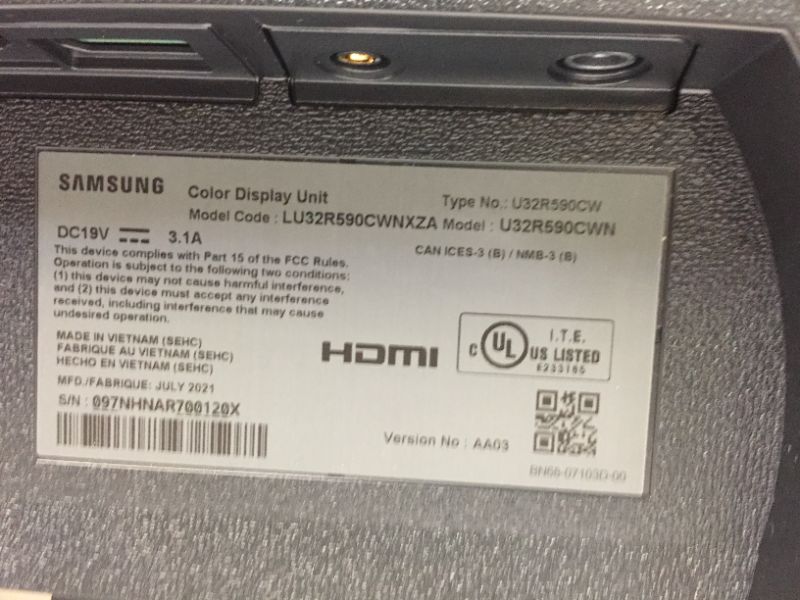 SAMSUNG
Color Display Unit
Type No.: U32R590CW
Model Code : LU32R590CWNXZA Model : U32R590CWN
DC19V 3.1A
CAN ICES-3 (B) / NMB-3 (B)
This device complies with Part 15 of the FCC Rules.
Operation is subject to the following two conditions:
(1) this device may not cause harmful interference,
and (2) this device must accept any interference
received, including interference that may cause
undesired operation.
MADE IN VIETNAM (SEHC)
FABRIQUE AU VIETNAM (SEHC)
HECHO EN VIETNAM (SEHC)
MFD./FABRIQUE: JULY 2021
S/N : 097NHNAR700120X
HDMI
C UL US LISTED
I.T.E.
E233165
Version No : AA03
BN68-07103D-00